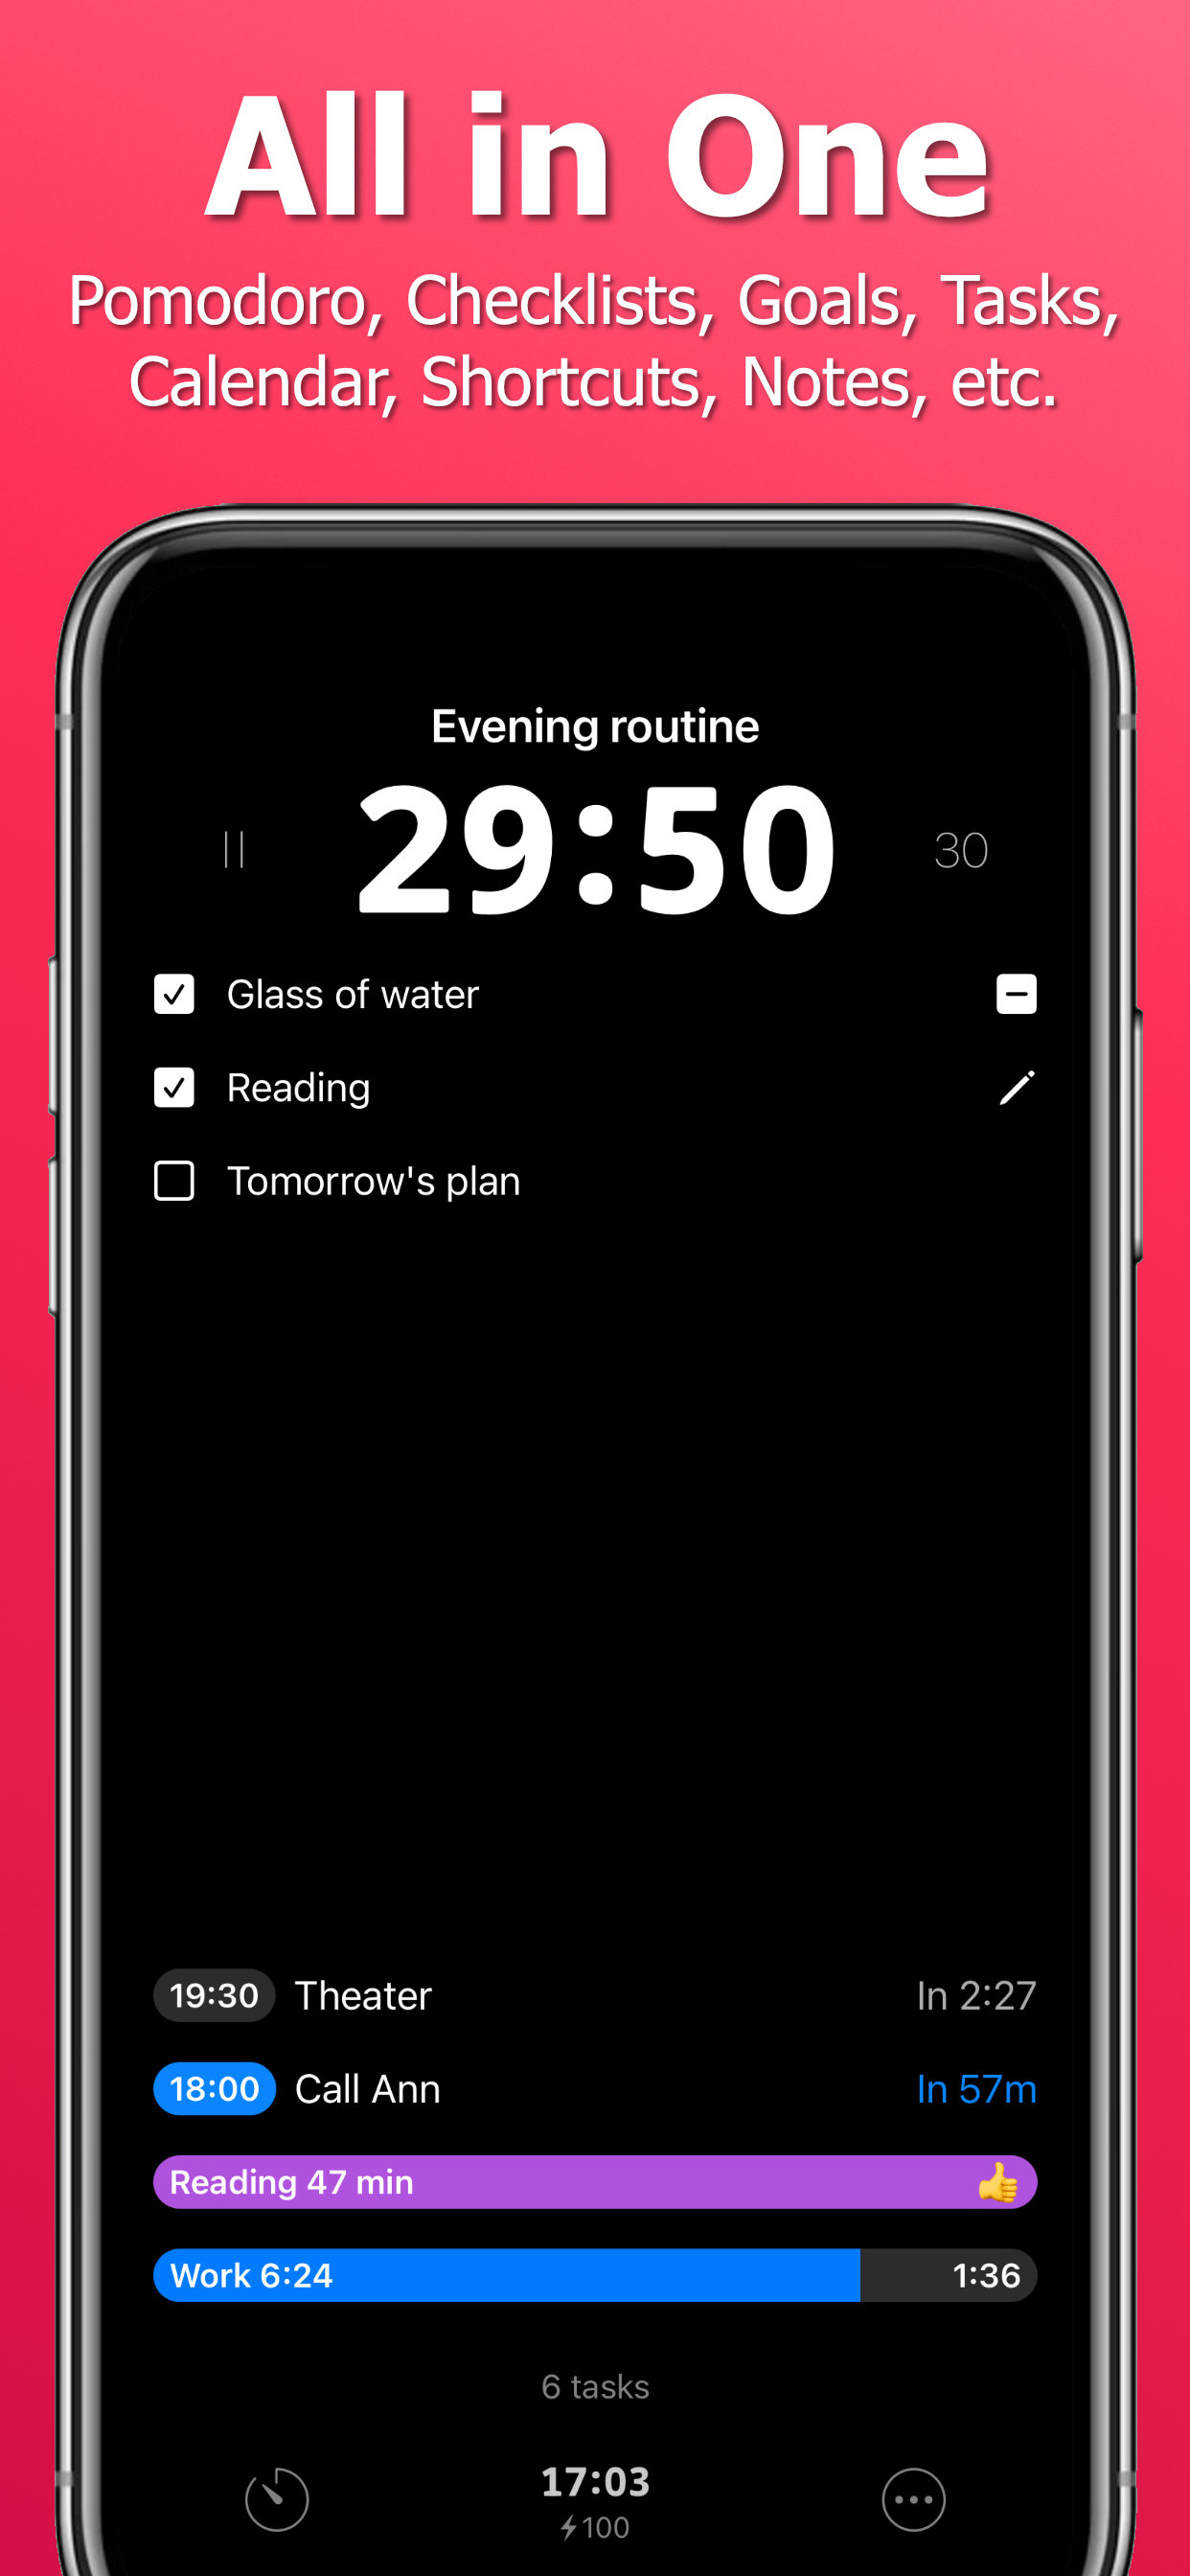 All in One
Pomodoro, Checklists, Goals, Tasks,
Calendar, Shortcuts, Notes, etc.
Evening routine
29:50
30
Glass of water
Reading
Tomorrow's plan
19:30 Theater In 2:27
18:00 Call Ann In 57m
Reading 47 min 👍
Work 6:24 1:36
6 tasks
17:03
⚡100